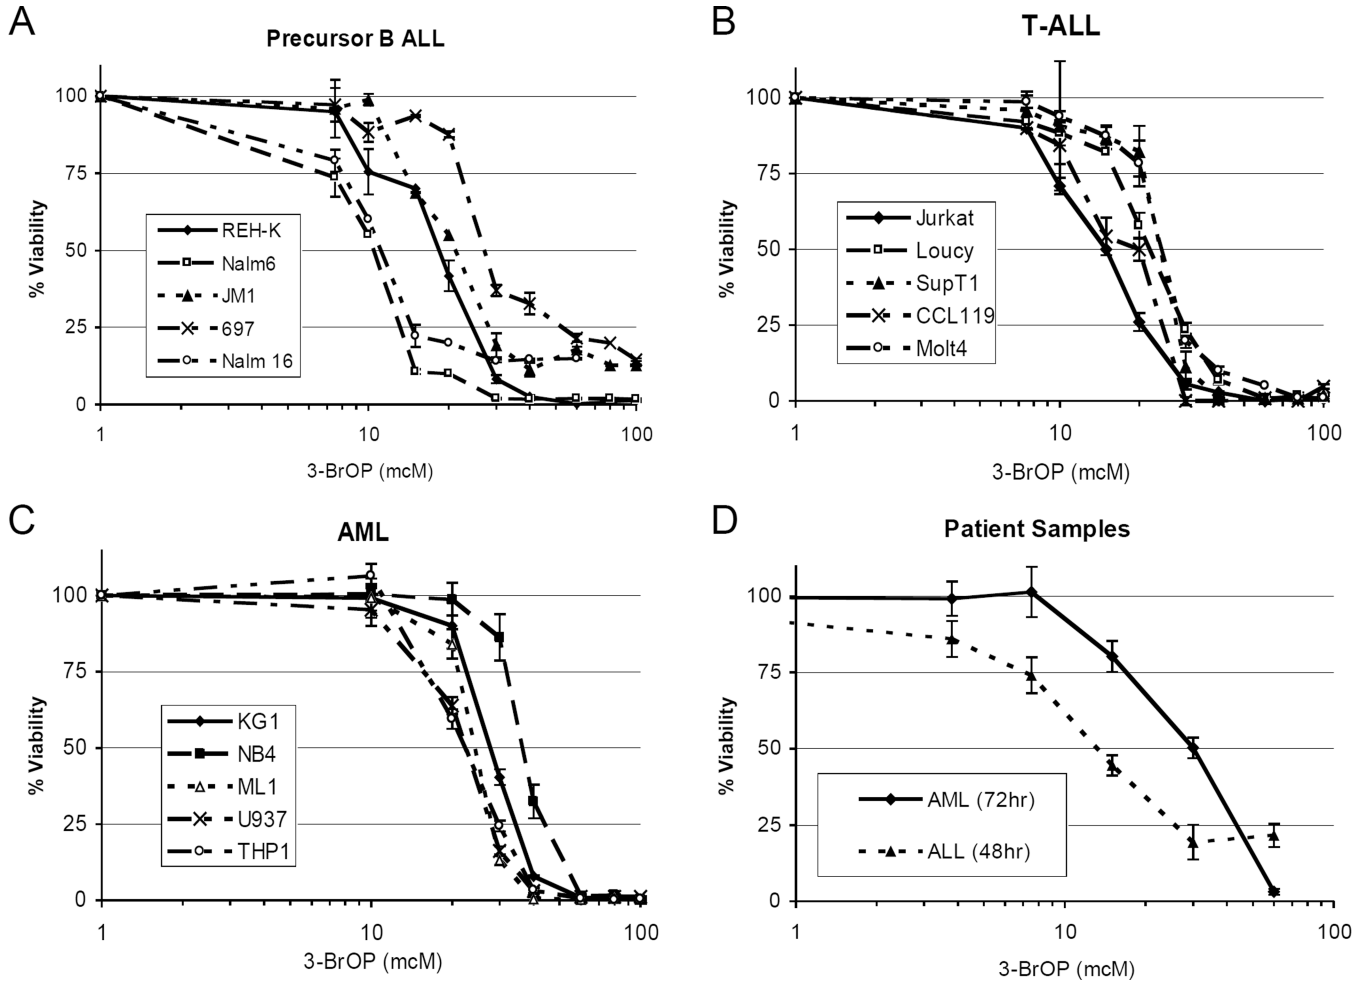 A
Precursor B ALL
100
75
50
25
0
% Viability
REH-K
Nalm6
JM1
697
Nalm 16
1
10
100
3-BrOP (mcM)
B
T-ALL
100
75
50
25
0
% Viability
Jurkat
Loucy
SupT1
CCL119
Molt4
1
10
100
3-BrOP (mcM)
C
AML
100
75
50
25
0
% Viability
KG1
NB4
ML1
U937
THP1
1
10
100
3-BrOP (mcM)
D
Patient Samples
100
75
50
25
0
% Viability
AML (72hr)
ALL (48hr)
1
10
100
3-BrOP (mcM)